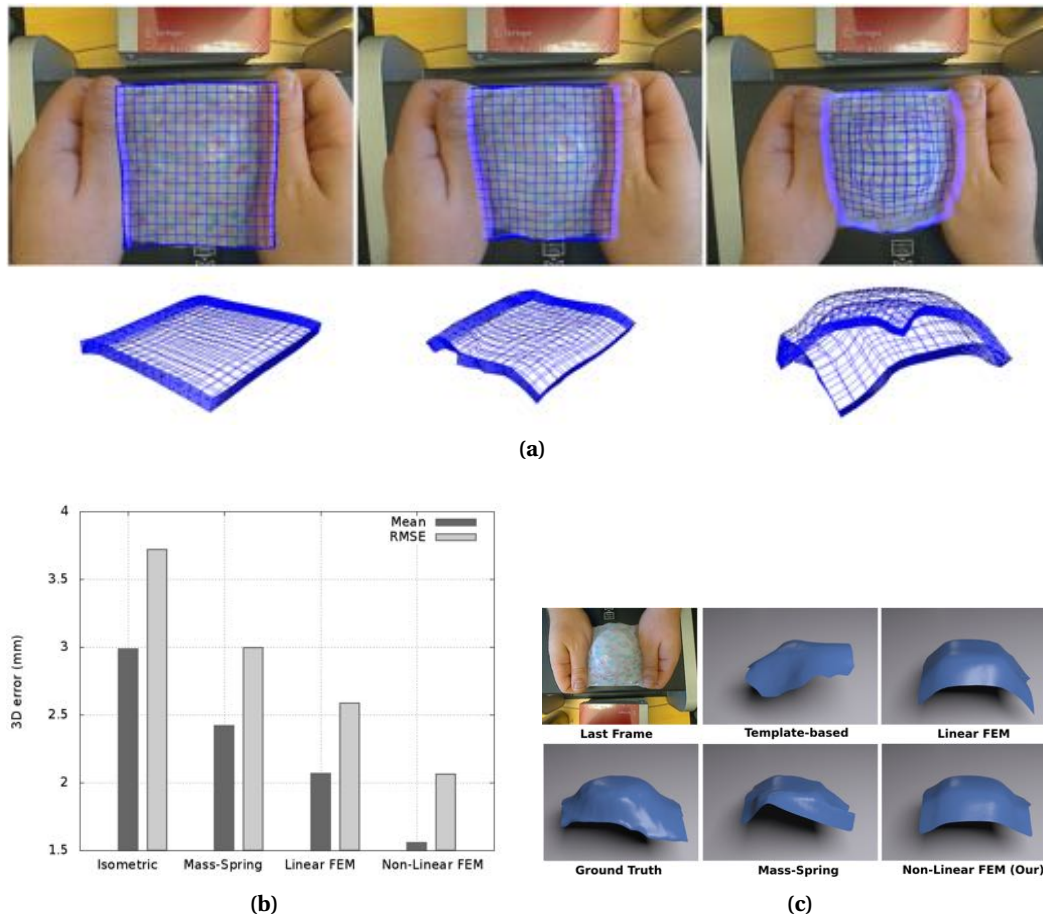 (a)
4
3.5
3
2.5
2
1.5
3D error (mm)
Mean
RMSE
Isometric
Mass-Spring
Linear FEM
Non-Linear FEM
(b)
Last Frame
Template-based
Linear FEM
Ground Truth
Mass-Spring
Non-Linear FEM (Our)
(c)